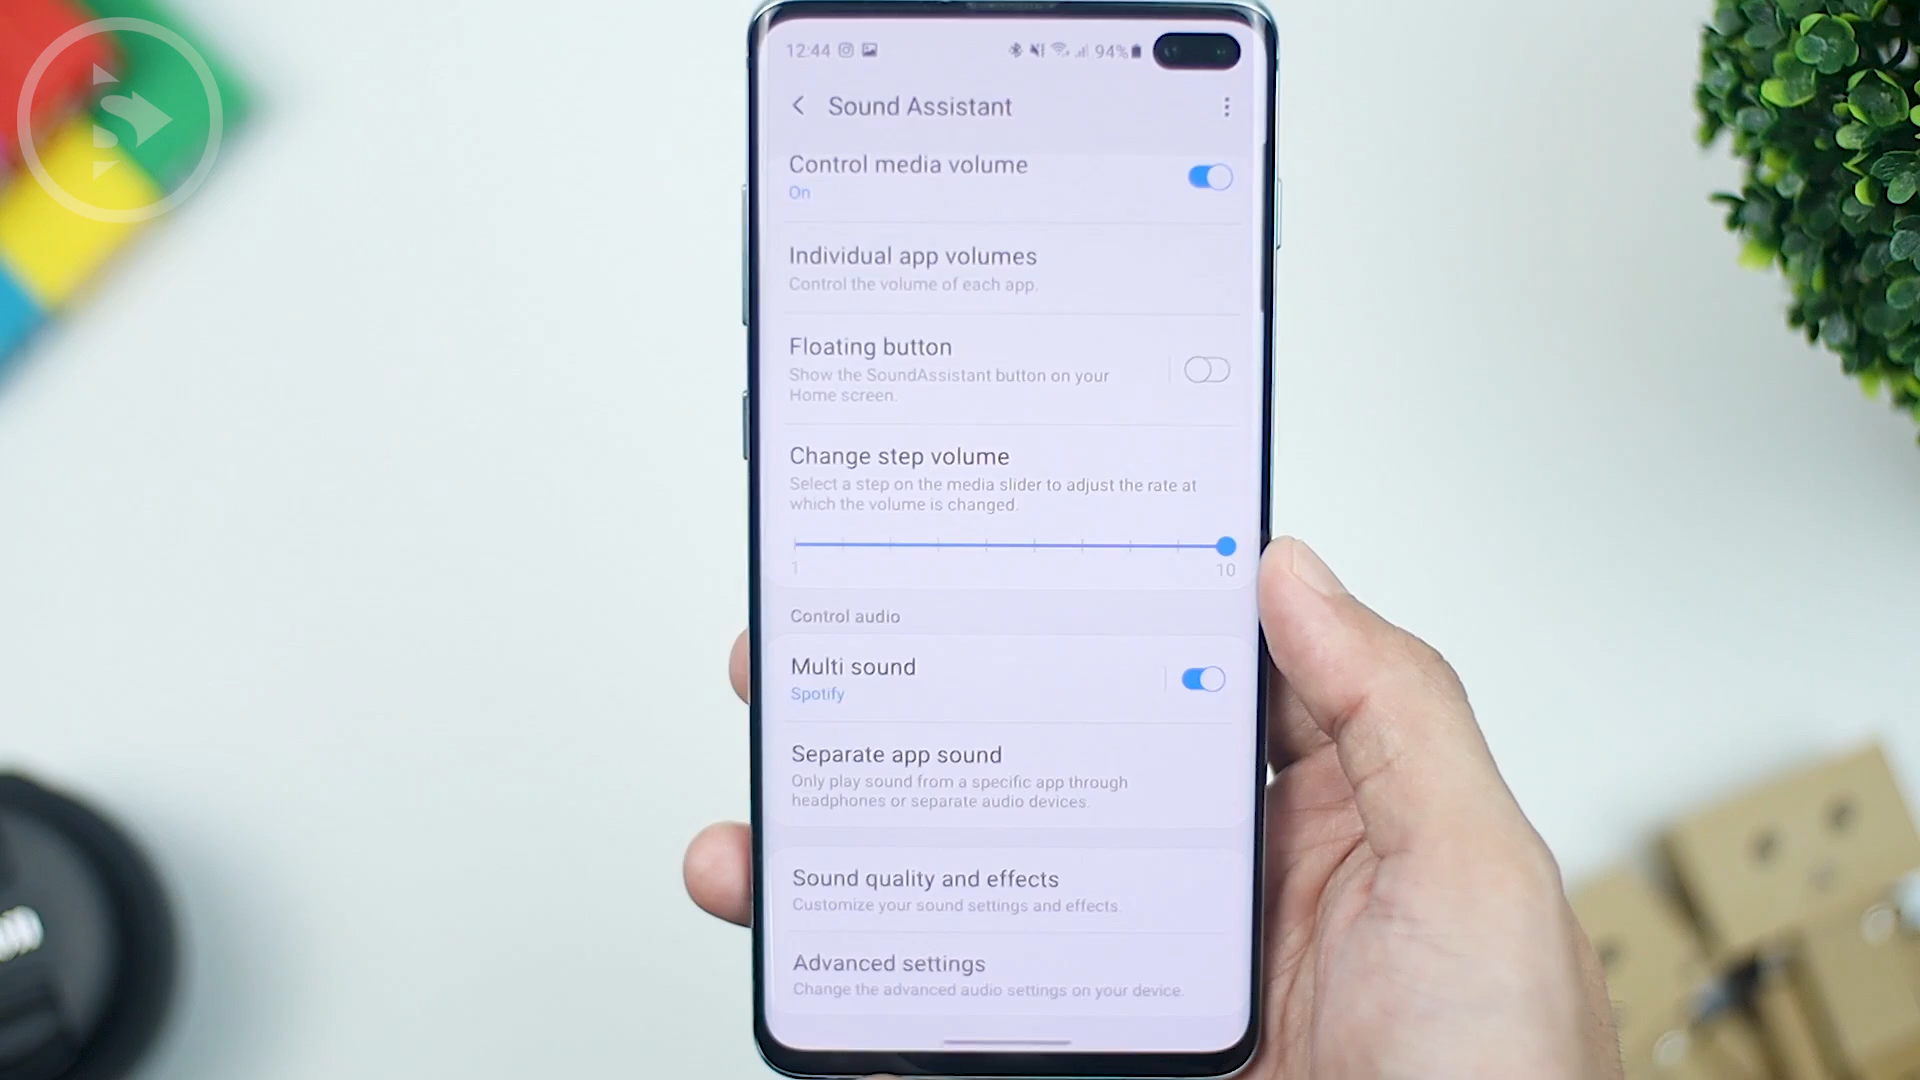 12:44 94%
Sound Assistant
Control media volume
On
Individual app volumes
Control the volume of each app.
Floating button
Show the SoundAssistant button on your
Home screen.
Change step volume
Select a step on the media slider to adjust the rate at
which the volume is changed.
1 10
Control audio
Multi sound
Spotify
Separate app sound
Only play sound from a specific app through
headphones or separate audio devices.
Sound quality and effects
Customize your sound settings and effects.
Advanced settings
Change the advanced audio settings on your device.
S